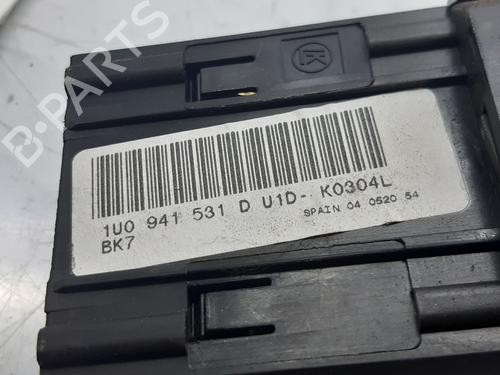 B-PARTS
K
1U0 941 531 D U1D- K0304L
BK7
SPAIN 04 0520 54